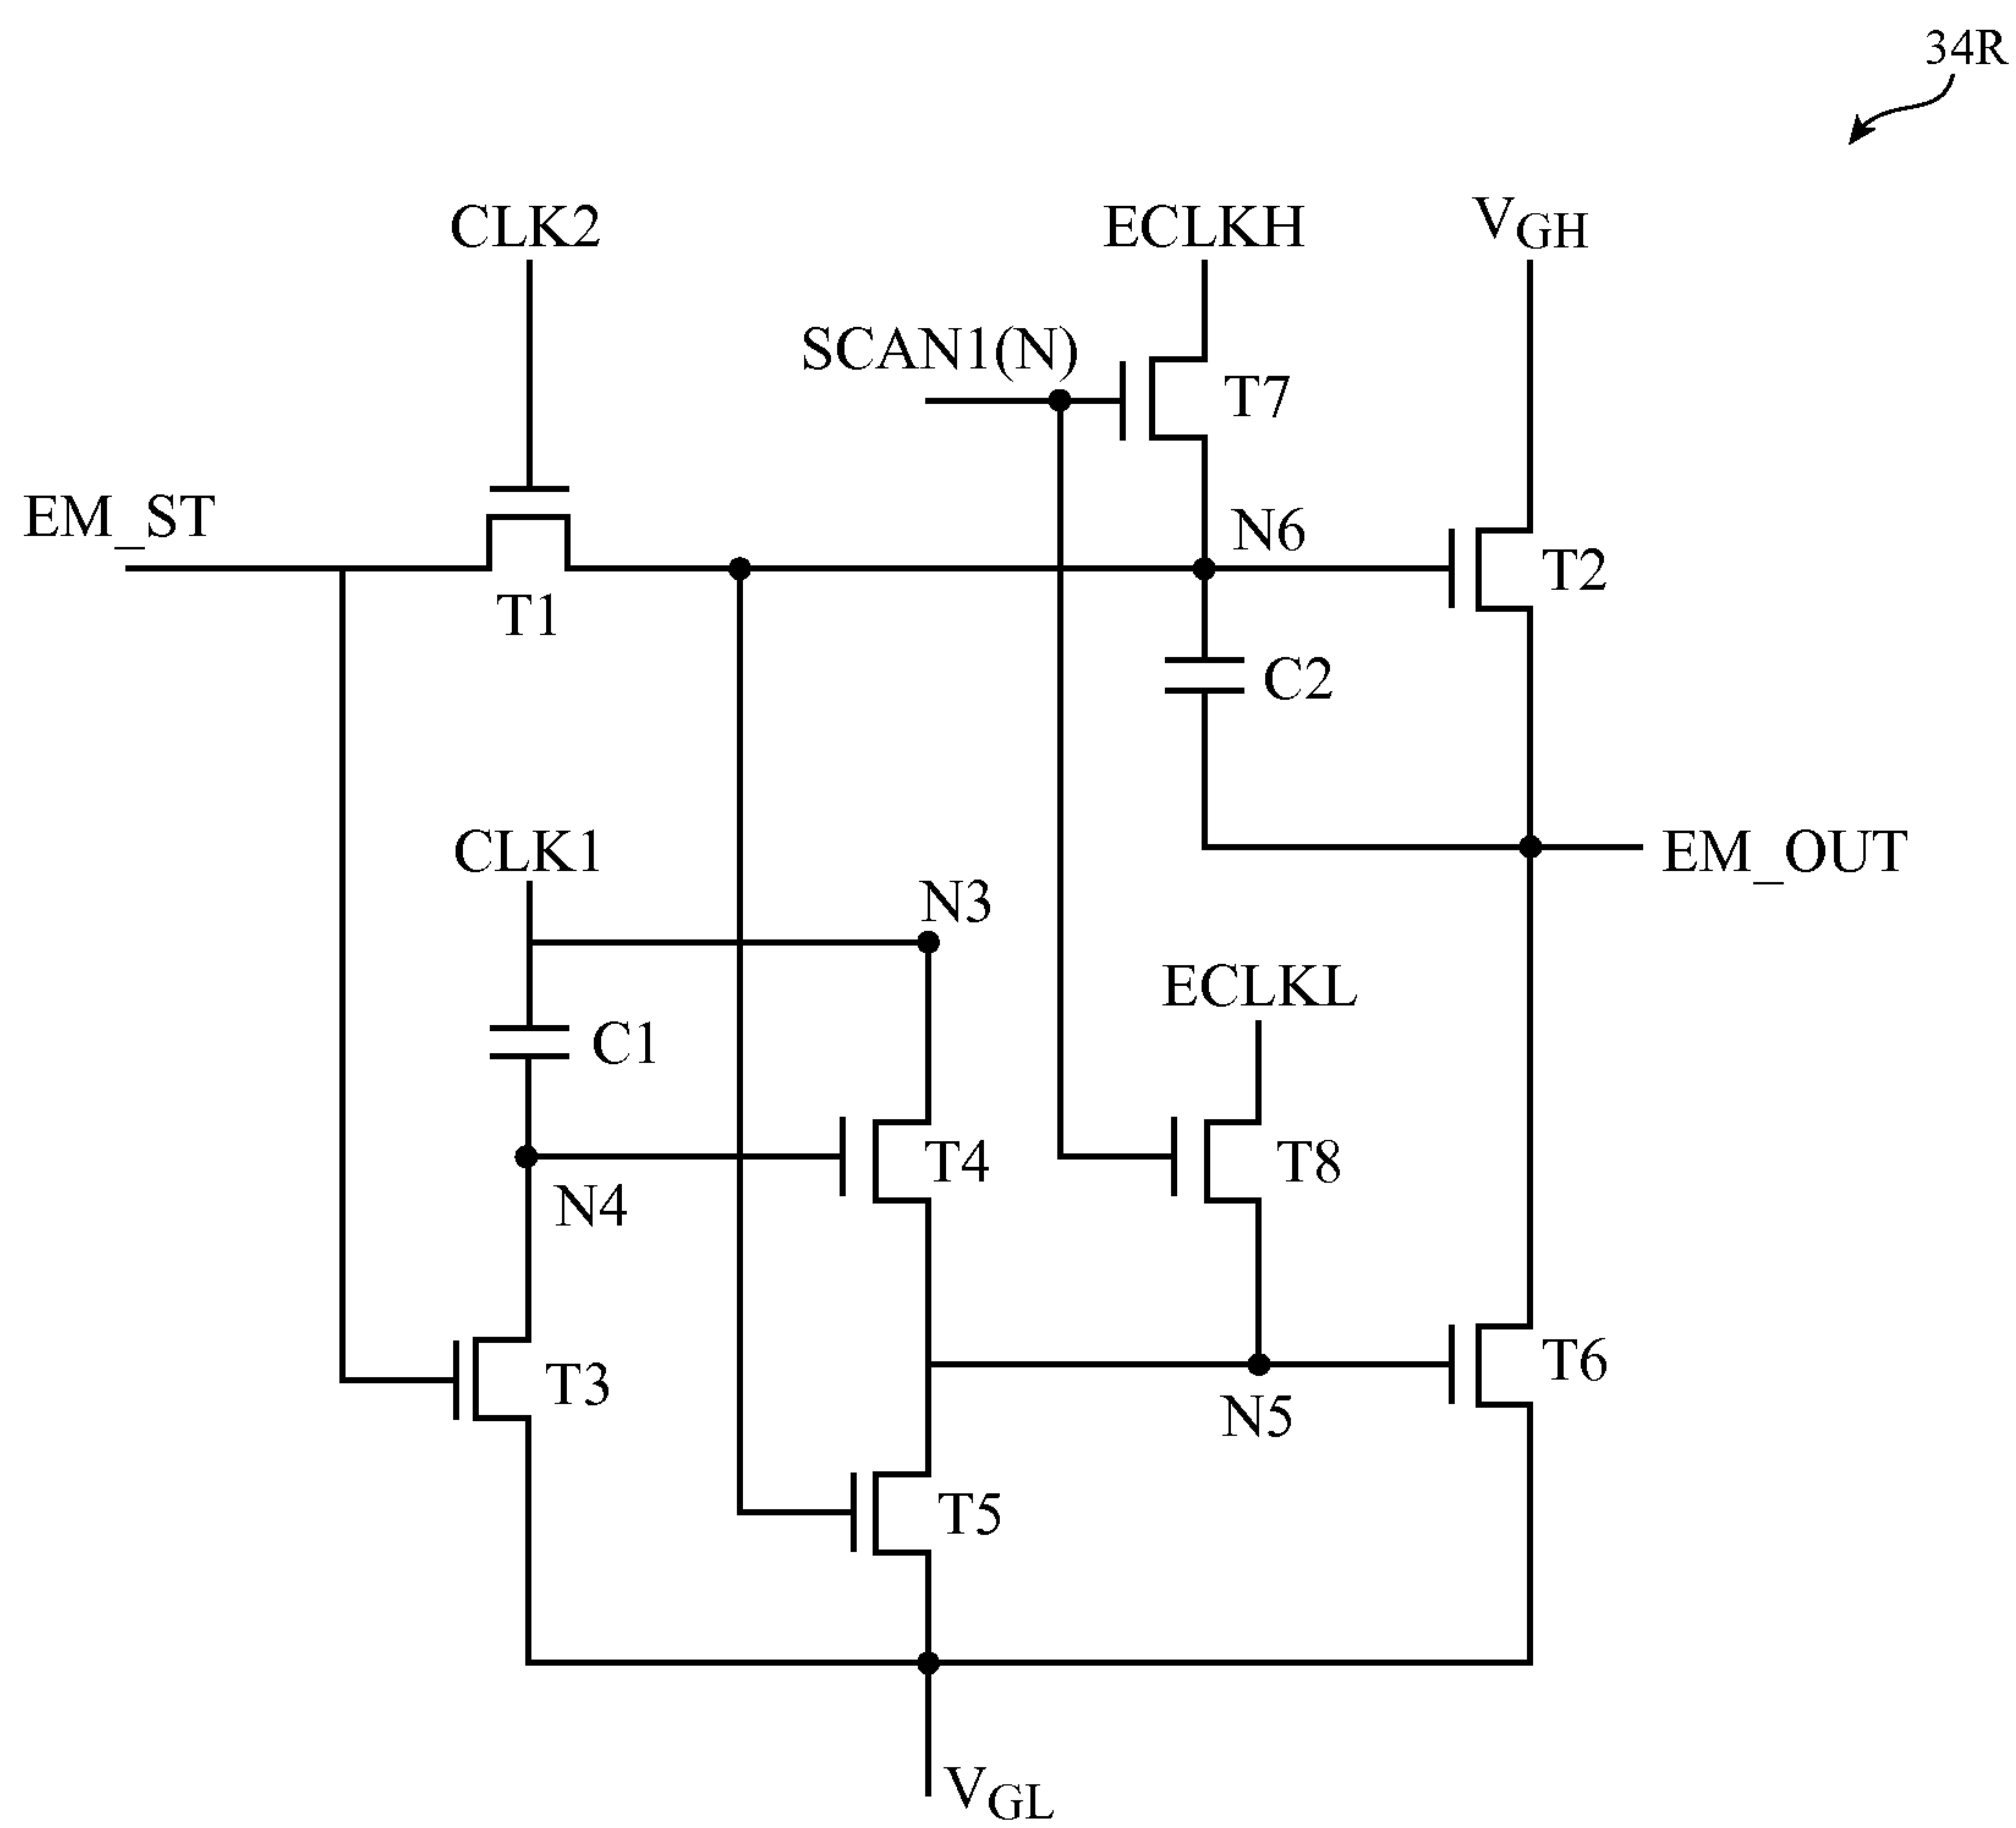 34R
CLK2
ECLKH
VGH
SCAN1(N)
T7
EM_ST
N6
T2
T1
C2
CLK1
EM_OUT
N3
ECLKL
C1
T4
T8
N4
T6
T3
N5
T5
VGL